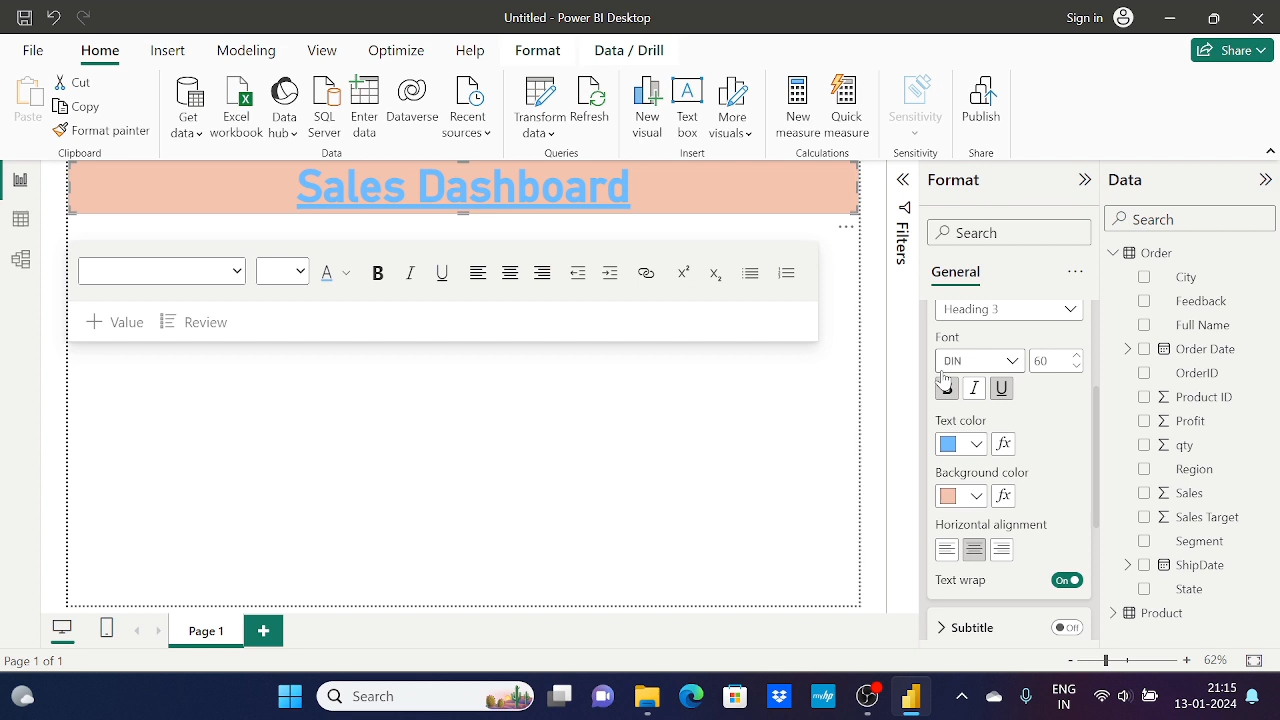 Untitled - Power BI Desktop
Sign in
File Home Insert Modeling View Optimize Help Format Data / Drill
Share
Paste
Cut
Copy
Format painter
Clipboard
Get data
Excel workbook
Data hub
SQL Server
Enter data
Dataverse
Recent sources
Data
Transform data
Refresh
Queries
New visual
Text box
More visuals
Insert
New measure
Quick measure
Calculations
Sensitivity
Sensitivity
Publish
Share
Sales Dashboard
A B I U
x²
x₂
+ Value
Review
Filters
Format
Search
General
Heading 3
Font
DIN
60
B I U
Text color
fx
Background color
fx
Horizontal alignment
Text wrap
On
Subtitle
Off
Data
Search
Order
City
Feedback
Full Name
Order Date
OrderID
Σ Product ID
Σ Profit
Σ qty
Region
Σ Sales
Σ Sales Target
Segment
ShipDate
State
Product
Page 1
Page 1 of 1
- + 62%
Search
myhp
ENG
IN
21:15
13-01-2024